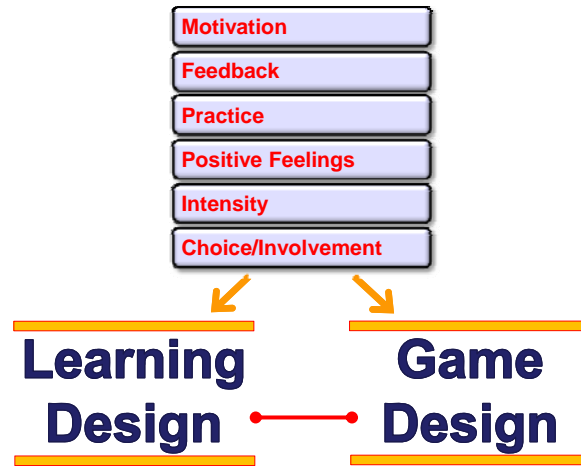 Motivation
Feedback
Practice
Positive Feelings
Intensity
Choice/Involvement
Learning
Design
Game
Design